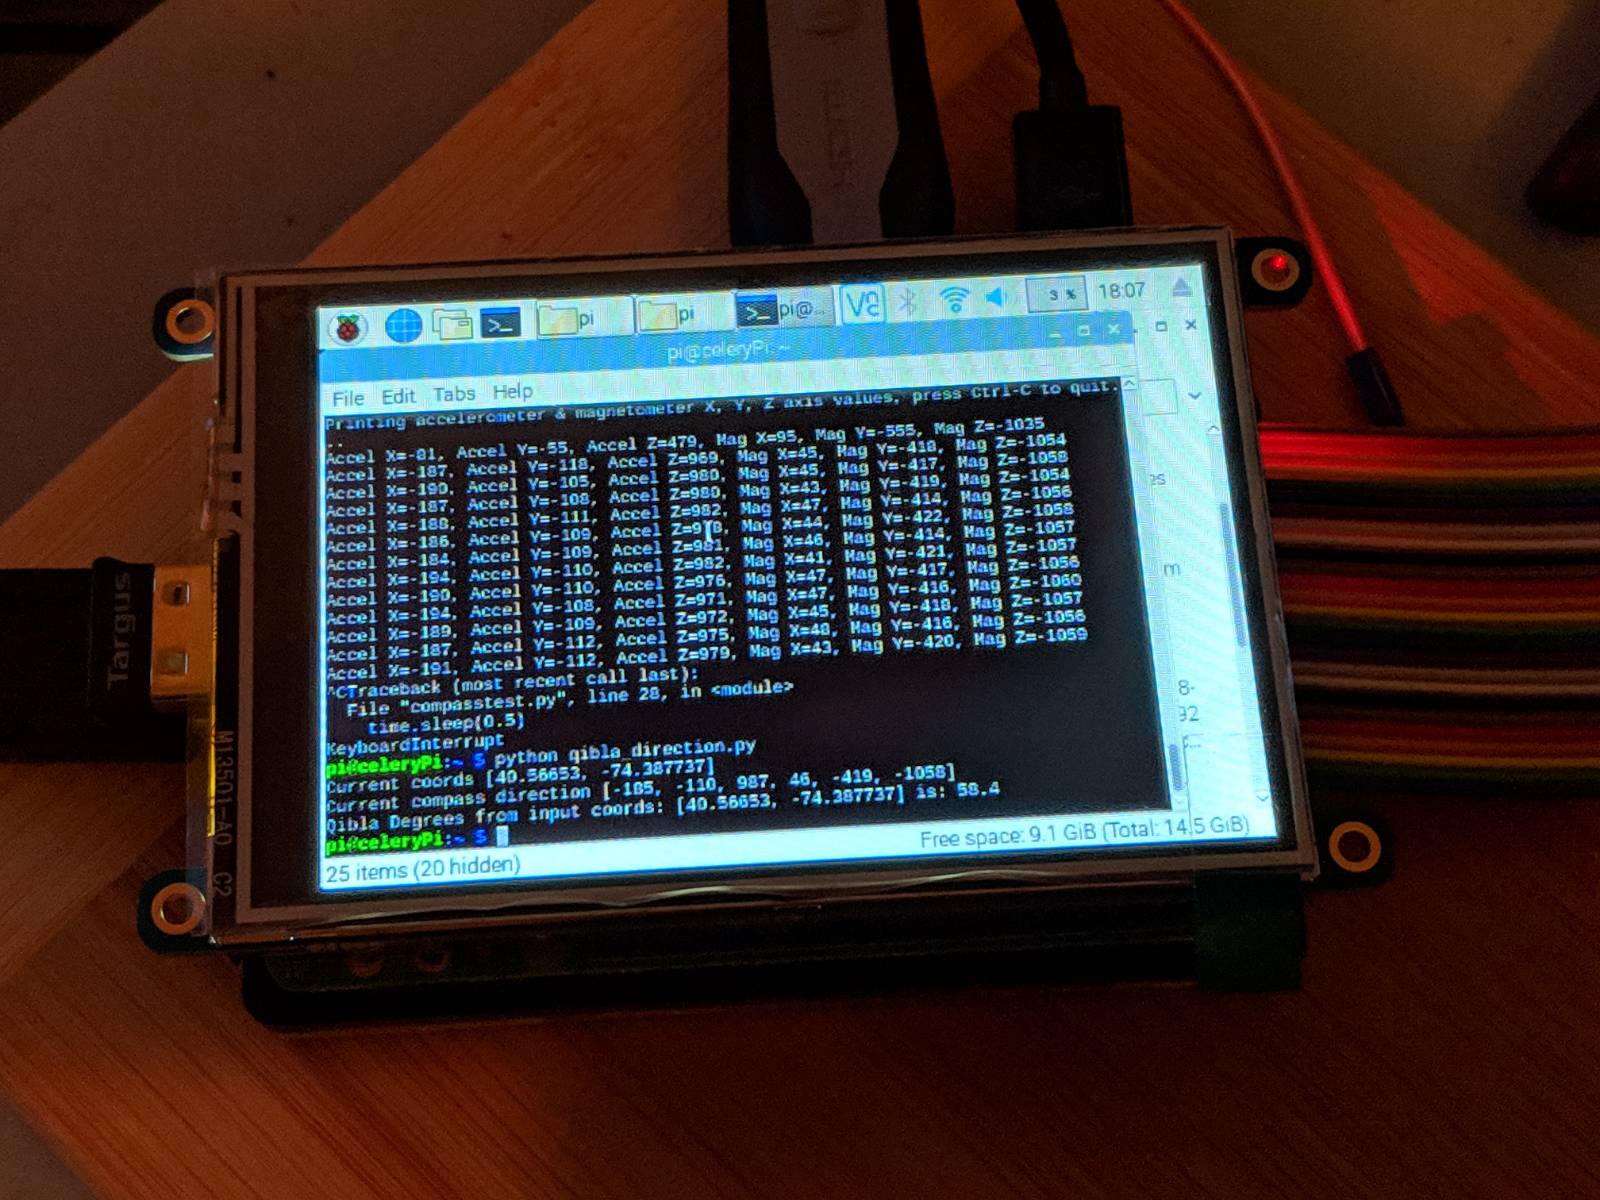 pi
pi
pi@...
3 %
18:07
pi@celeryPi: ~
File Edit Tabs Help
Printing accelerometer & magnetometer X, Y, Z axis values, press Ctrl-C to quit.
..
Accel X=-81, Accel Y=-55, Accel Z=479, Mag X=95, Mag Y=-555, Mag Z=-1035
Accel X=-187, Accel Y=-118, Accel Z=969, Mag X=45, Mag Y=-418, Mag Z=-1054
Accel X=-190, Accel Y=-105, Accel Z=980, Mag X=45, Mag Y=-417, Mag Z=-1058
Accel X=-187, Accel Y=-108, Accel Z=980, Mag X=43, Mag Y=-419, Mag Z=-1054
Accel X=-188, Accel Y=-111, Accel Z=982, Mag X=47, Mag Y=-414, Mag Z=-1056
Accel X=-186, Accel Y=-109, Accel Mag X=44, Mag Y=-422, Mag Z=-1058
Accel X=-184, Accel Y=-109, Accel Z=981, Mag X=46, Mag Y=-414, Mag Z=-1057
Accel X=-194, Accel Y=-110, Accel Z=982, Mag X=41, Mag Y=-421, Mag Z=-1057
Accel X=-190, Accel Y=-110, Accel Z=976, Mag X=47, Mag Y=-417, Mag Z=-1056
Accel X=-194, Accel Y=-108, Accel Z=971, Mag X=47, Mag Y=-416, Mag Z=-1060
Accel X=-189, Accel Y=-109, Accel Z=972, Mag X=45, Mag Y=-418, Mag Z=-1057
Accel X=-187, Accel Y=-112, Accel Z=975, Mag X=48, Mag Y=-416, Mag Z=-1056
Accel X=-191, Accel Y=-112, Accel Z=979, Mag X=43, Mag Y=-420, Mag Z=-1059
^CTraceback (most recent call last):
File "compasstest.py", line 28, in <module>
time.sleep(0.5)
KeyboardInterrupt
pi@celeryPi:~ $ python qibla_direction.py
Current coords [40.56653, -74.387737]
Current compass direction [-185, -110, 987, 46, -419, -1058]
Qibla Degrees from input coords: [40.56653, -74.387737] is: 58.4
pi@celeryPi:~ $
25 items (20 hidden)
Free space: 9.1 GiB (Total: 14.5 GiB)
es
m
8-
92
Targus